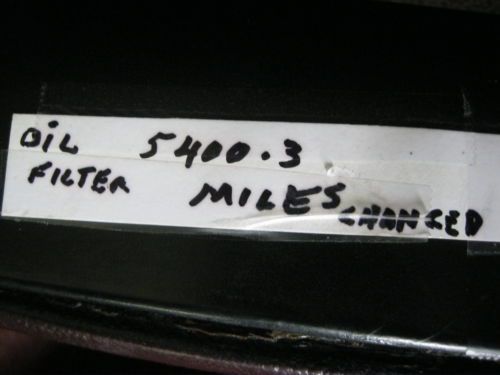 OIL 5400.3
FILTER MILES CHANGED